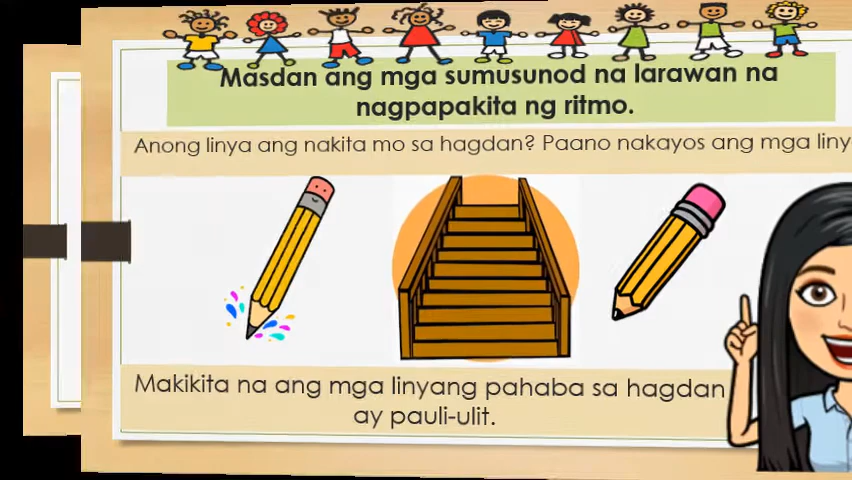 Masdan ang mga sumusunod na larawan na
nagpapakita ng ritmo.
Anong linya ang nakita mo sa hagdan? Paano nakayos ang mga liny
Makikita na ang mga linyang pahaba sa hagdan
ay pauli-ulit.